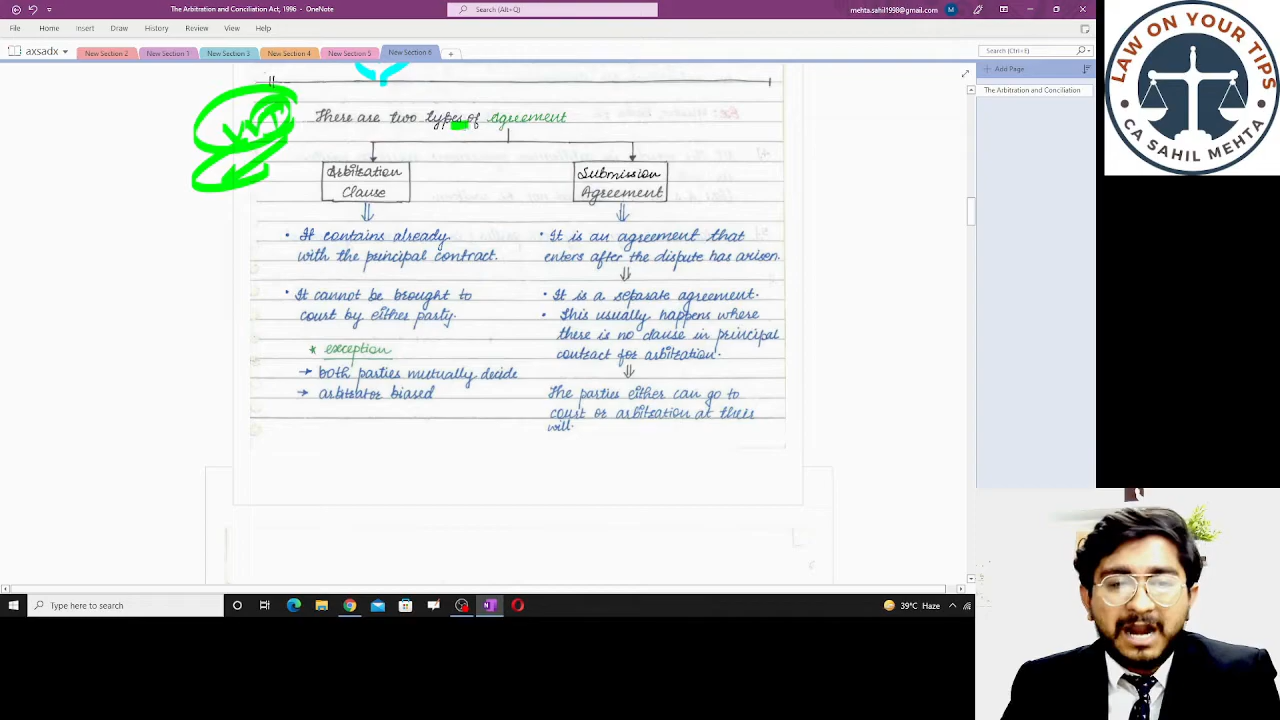 The Arbitration and Conciliation Act, 1996 - OneNote
Search (Alt+Q)
mehta.sahil1998@gmail.com
M
File Home Insert Draw History Review View Help
axsadx
New Section 2 New Section 1 New Section 3 New Section 4 New Section 5 New Section 6
Search (Ctrl+E)
Add Page
The Arbitration and Conciliation
LAW ON YOUR TIPS
CA SAHIL MEHTA
There are two types of agreement
Arbitration
Clause
• It contains already
with the principal contract.
• It cannot be brought to
court by either party.
* exception
→ both parties mutually decide
→ arbitrator biased
Submission
Agreement
• It is an agreement that
enters after the dispute has arisen.
• It is a separate agreement.
• This usually happens where
there is no clause in principal
contract for arbitration.
The parties either can go to
court or arbitration at their
will.
Type here to search
39°C Haze